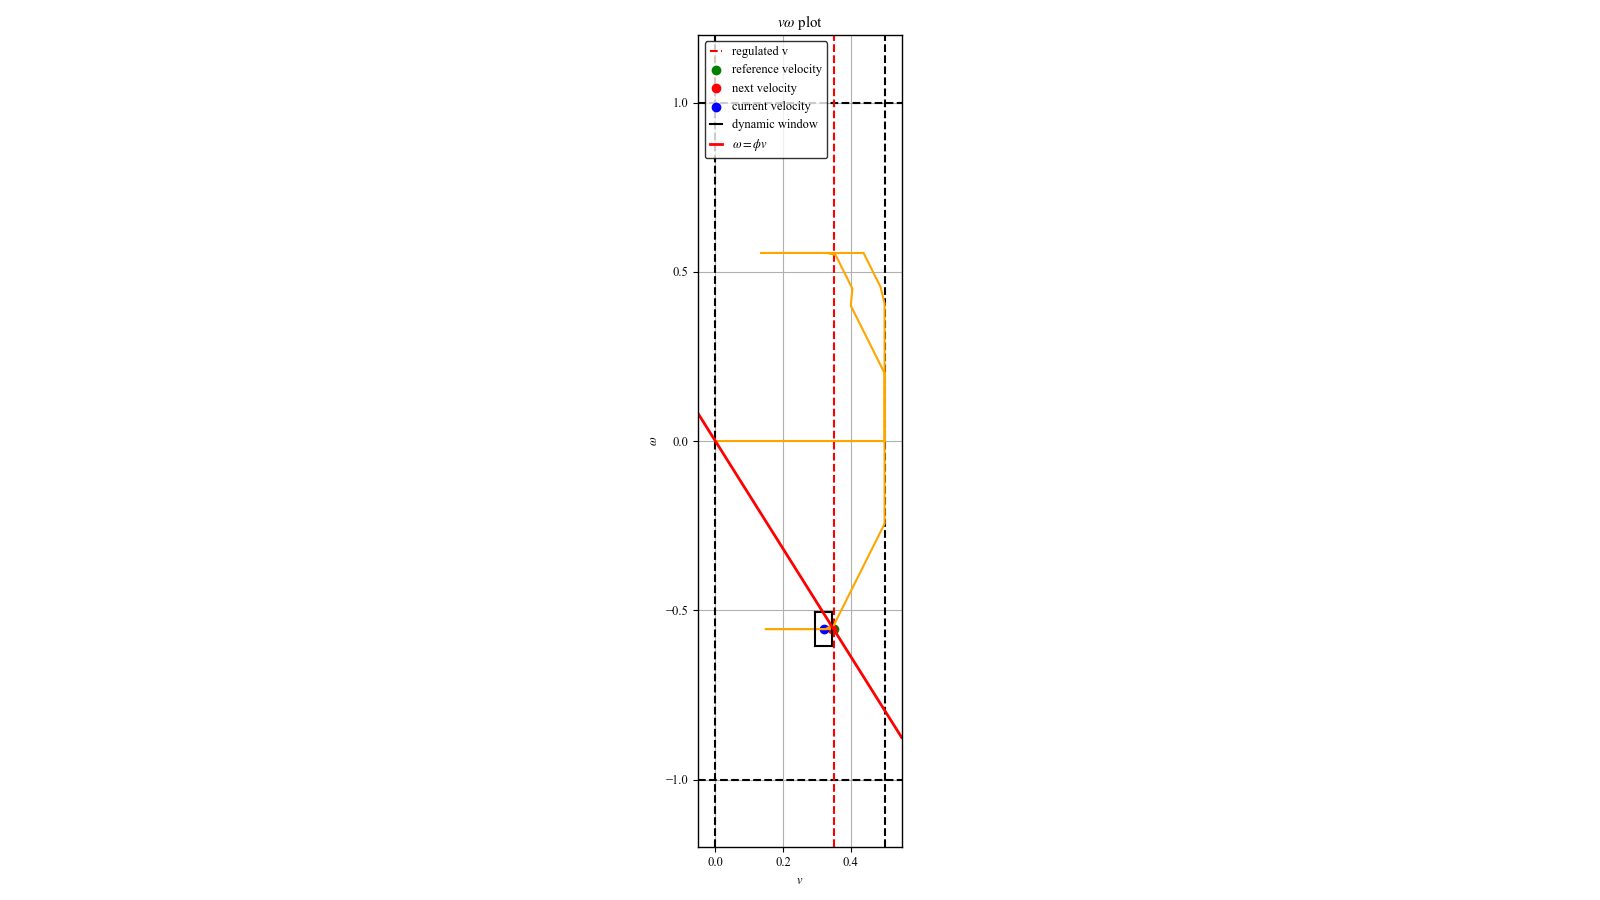 vω plot
regulated v
reference velocity
next velocity
current velocity
dynamic window
ω = ϕv
1.0
0.5
ω
0.0
−0.5
−1.0
0.0 0.2 0.4
v